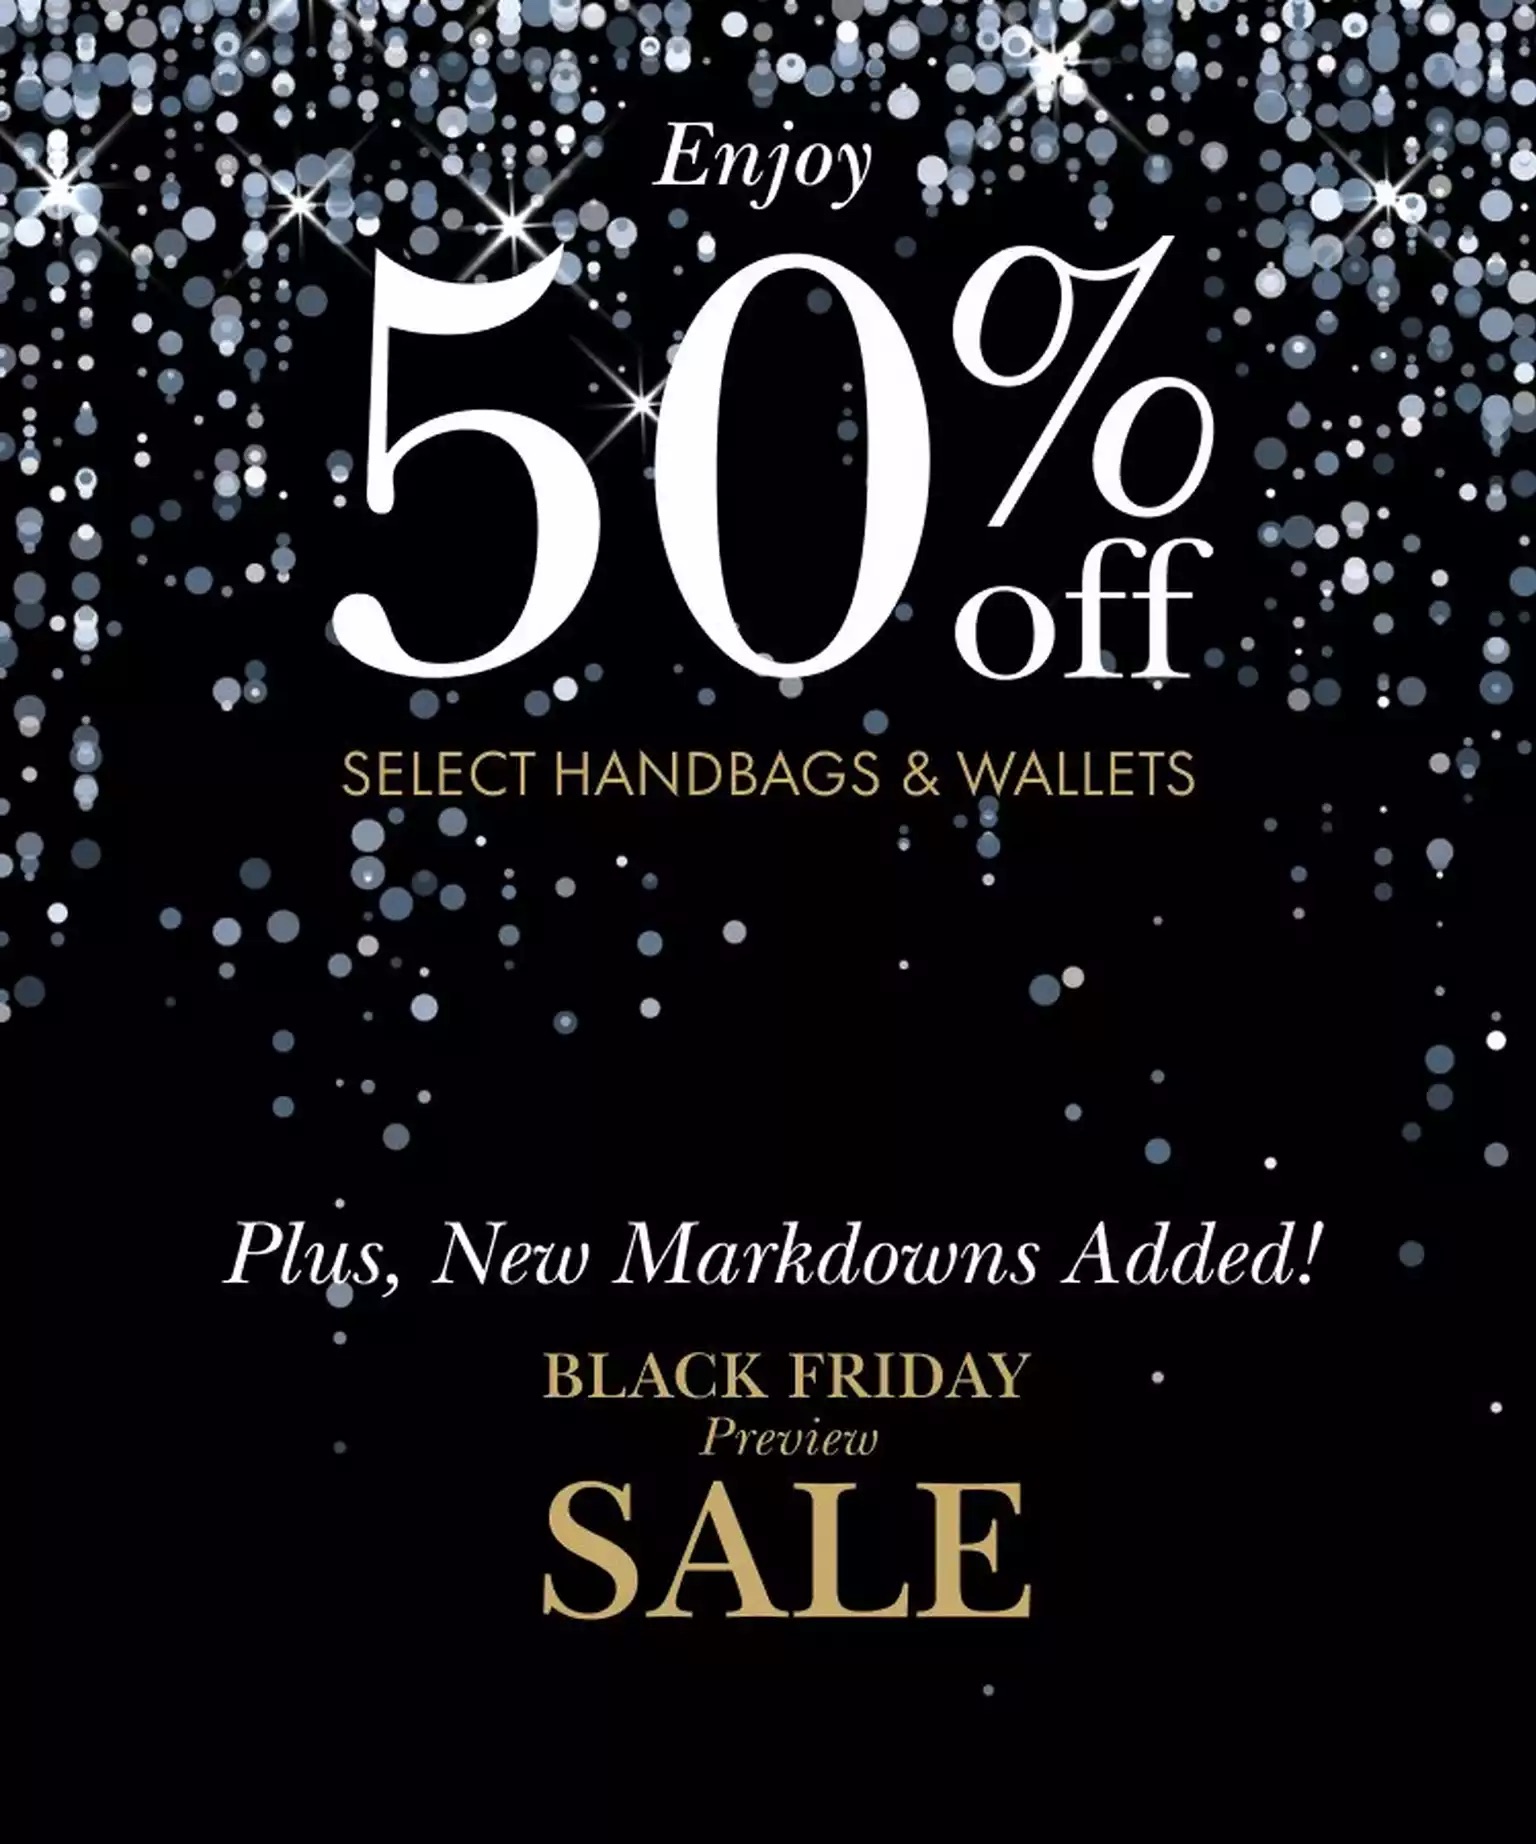 Enjoy
50% off
SELECT HANDBAGS & WALLETS
Plus, New Markdowns Added!
BLACK FRIDAY
Preview
SALE